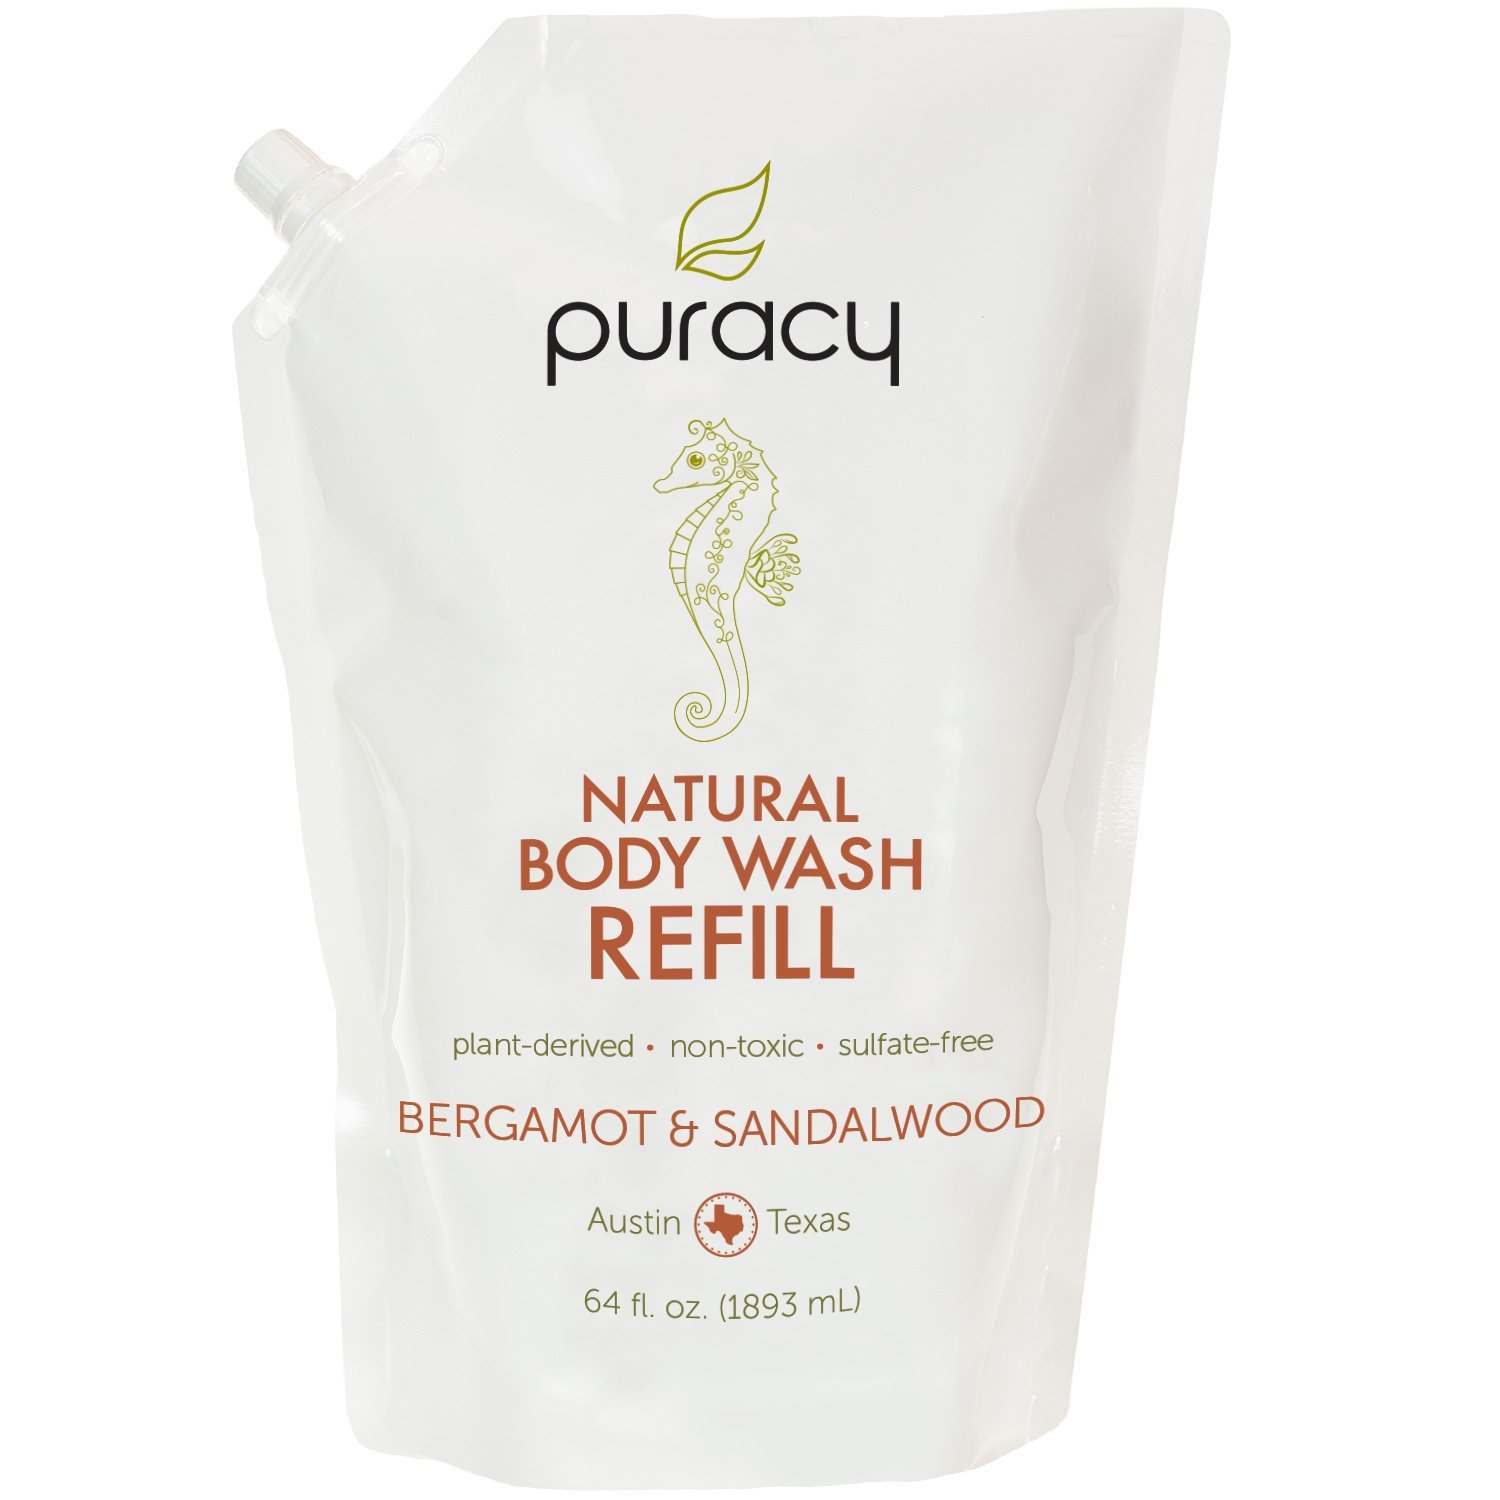 puracy
NATURAL
BODY WASH
REFILL
plant-derived • non-toxic • sulfate-free
BERGAMOT & SANDALWOOD
Austin Texas
64 fl. oz. (1893 mL)